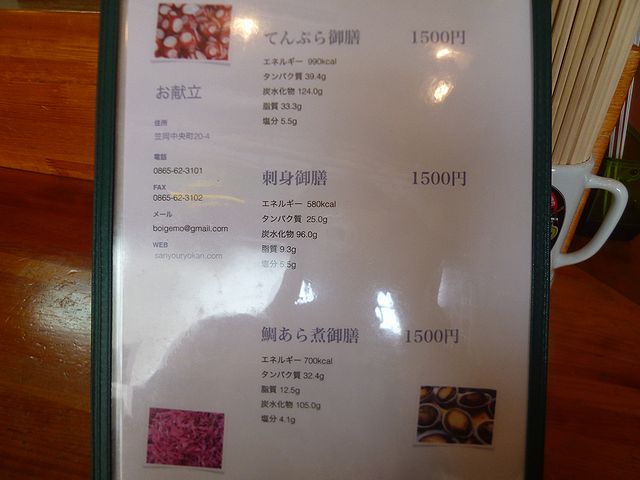 てんぷら御膳 1500円
エネルギー 990kcal
タンパク質 39.4g
炭水化物 124.0g
脂質 33.3g
塩分 5.5g
お献立
住所
笠岡中央町20-4
電話
0865-62-3101
FAX
0865-62-3102
メール
boigemo@gmail.com
WEB
sanyouryokan.com
刺身御膳 1500円
エネルギー 580kcal
タンパク質 25.0g
炭水化物 96.0g
脂質 9.3g
塩分 5.5g
鯛あら煮御膳 1500円
エネルギー 700kcal
タンパク質 32.4g
脂質 12.5g
炭水化物 105.0g
塩分 4.1g